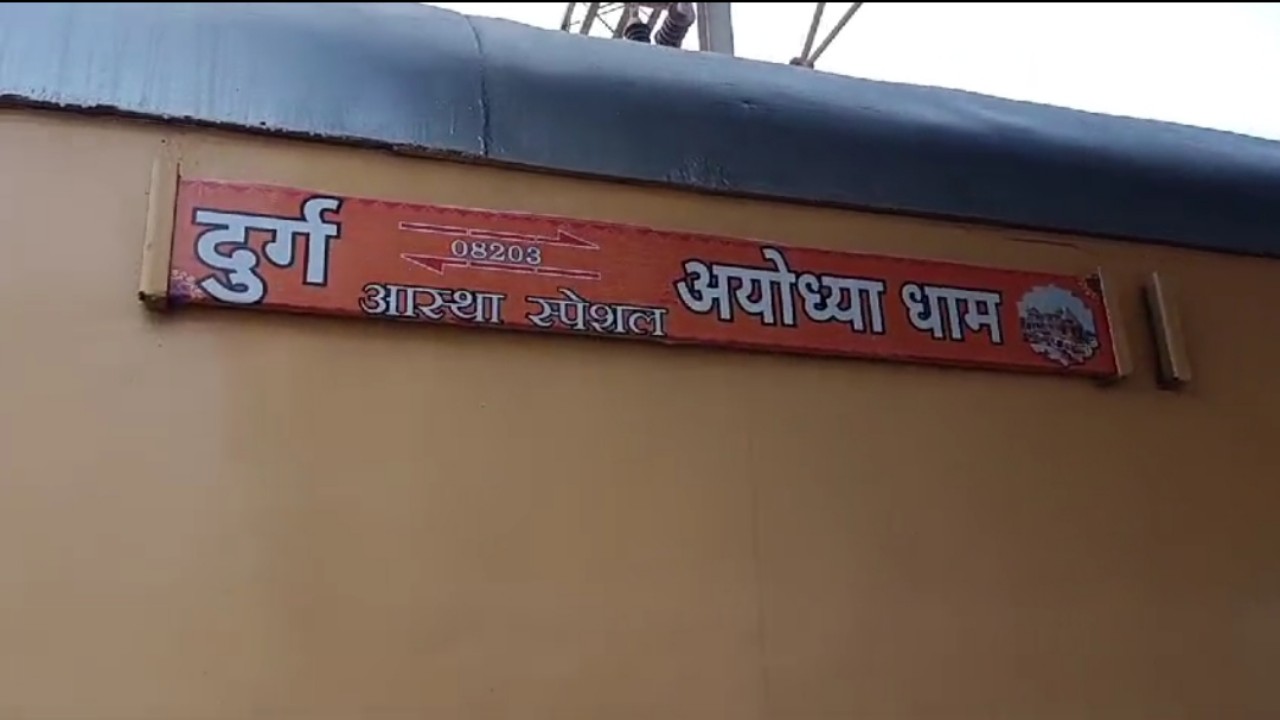 दुर्ग
08203
आस्था स्पेशल
अयोध्या धाम